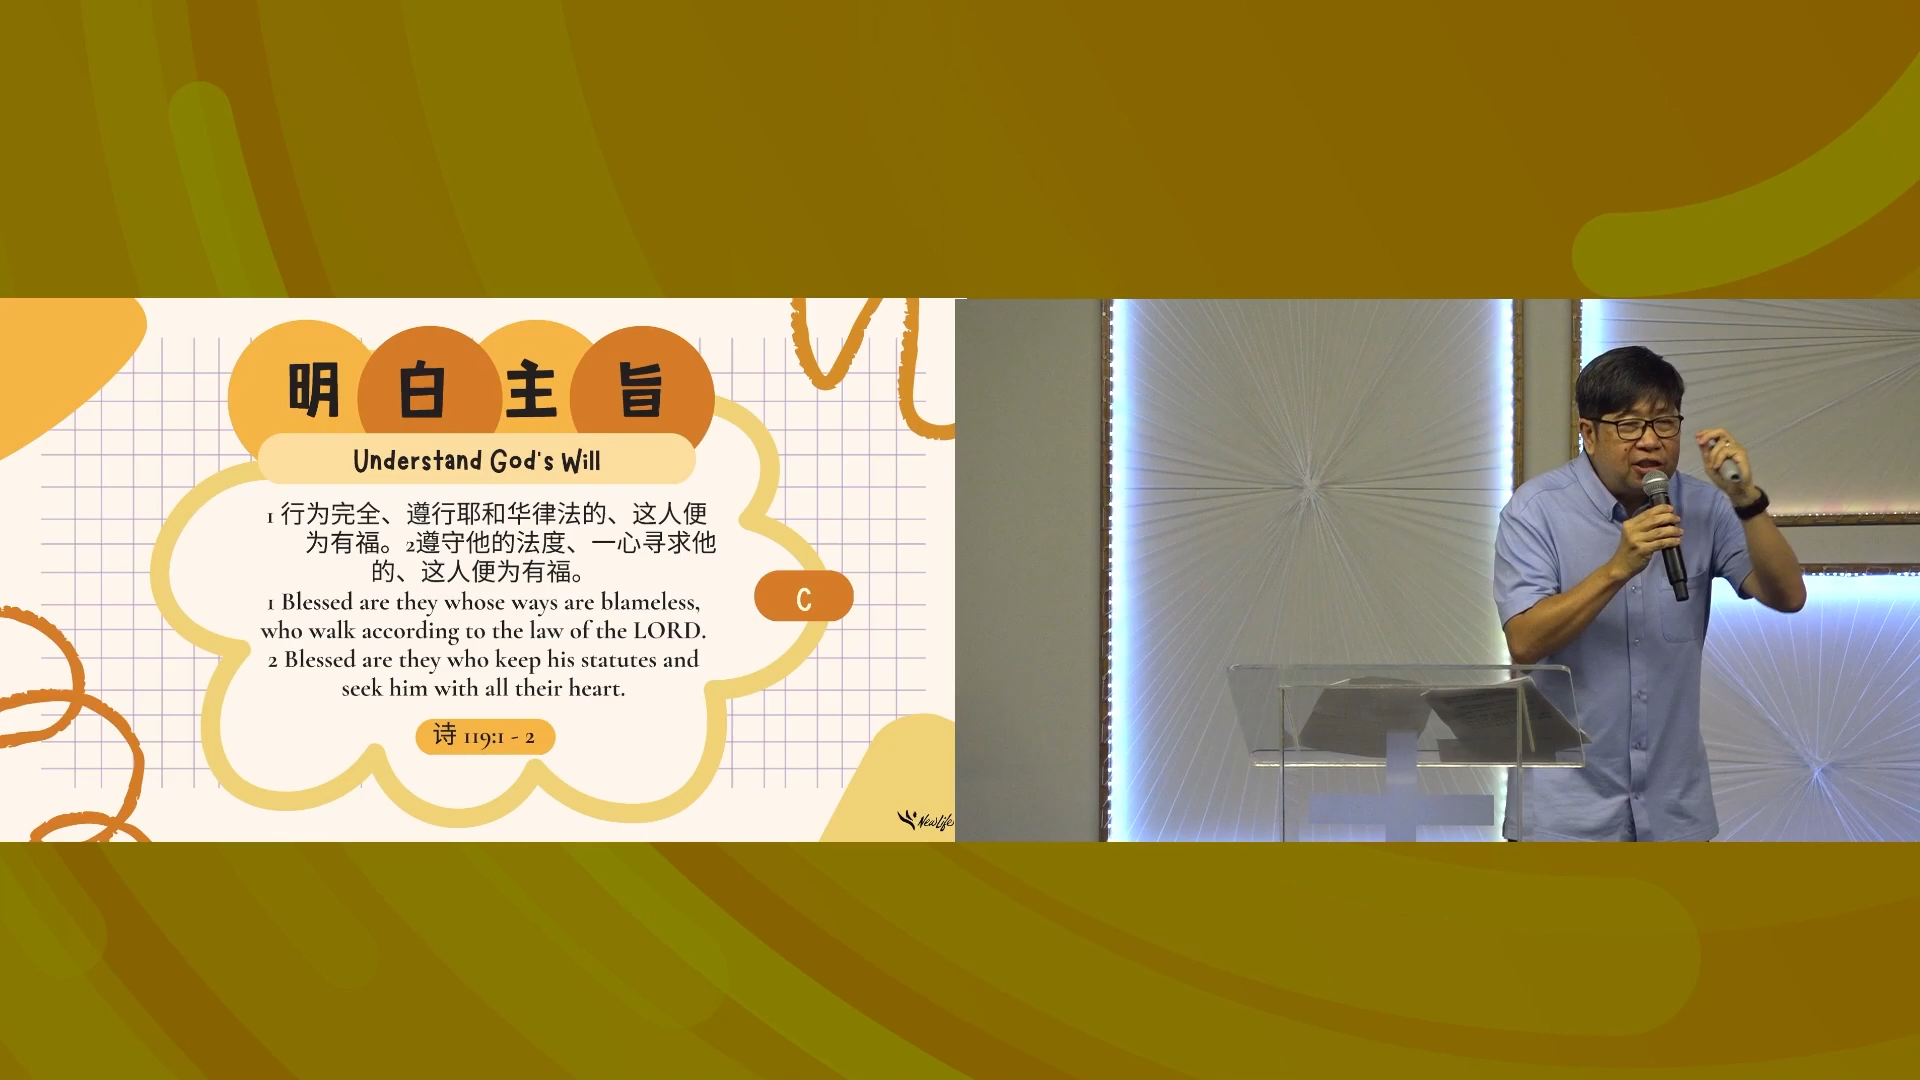 明白主旨
Understand God's Will
1 行为完全、遵行耶和华律法的、这人便
为有福。2遵守他的法度、一心寻求他
的、这人便为有福。
1 Blessed are they whose ways are blameless,
who walk according to the law of the LORD.
2 Blessed are they who keep his statutes and
seek him with all their heart.
C
诗 119:1 - 2
NewLife